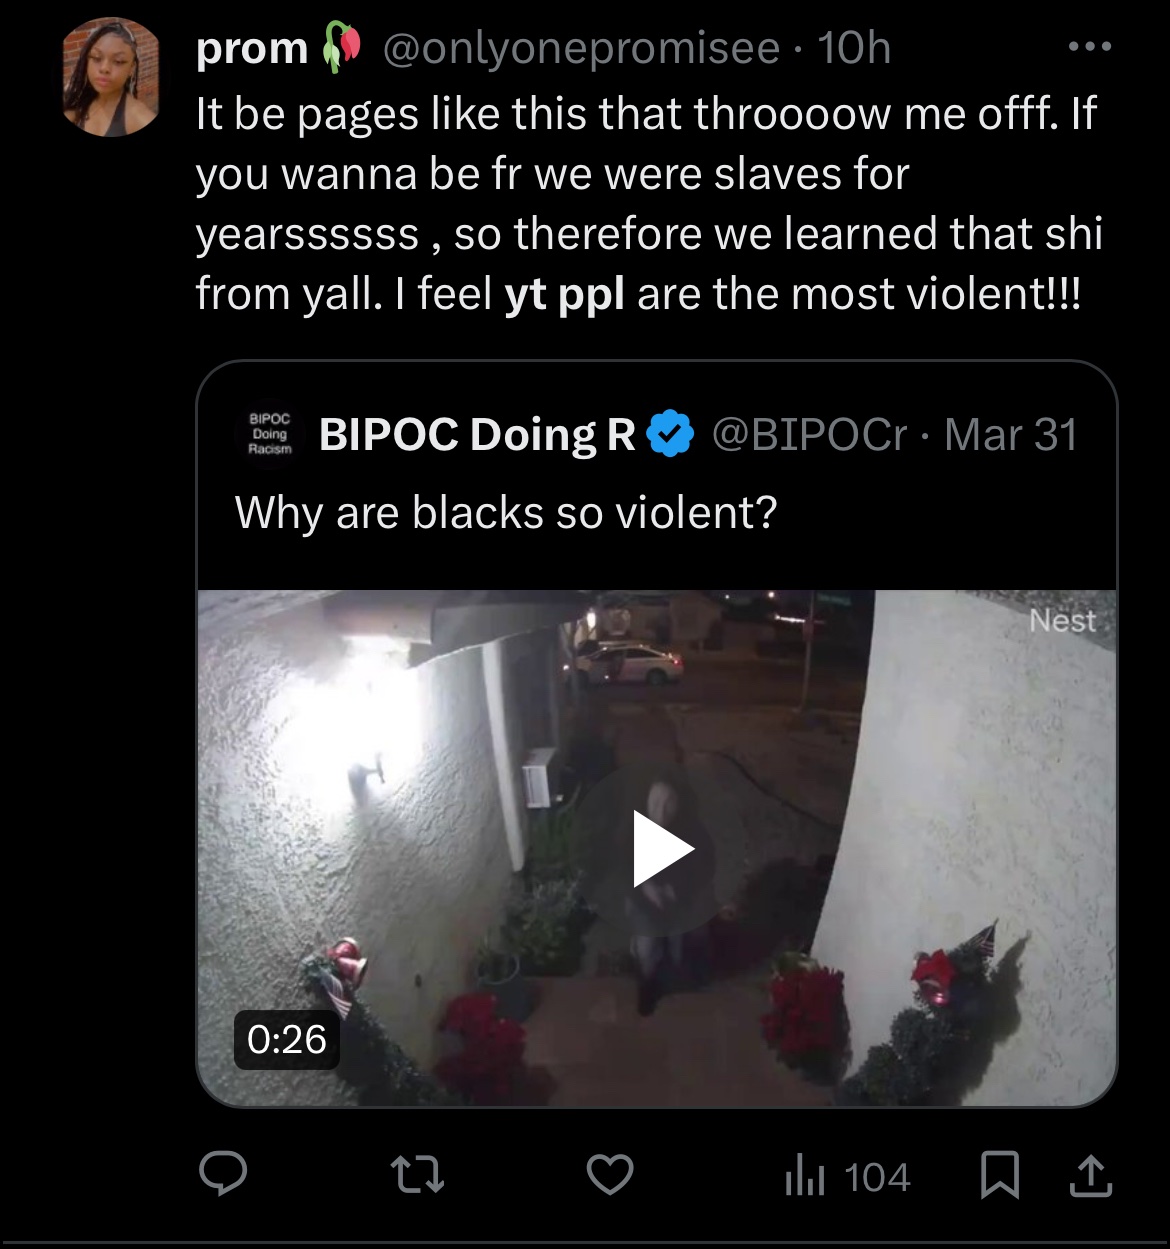 prom🥀 @onlyonepromisee · 10h
It be pages like this that throooow me offf. If
you wanna be fr we were slaves for
yearssssss , so therefore we learned that shi
from yall. I feel yt ppl are the most violent!!!
BIPOC
Doing
Racism
BIPOC Doing R @BIPOCr · Mar 31
Why are blacks so violent?
Nest
0:26
104